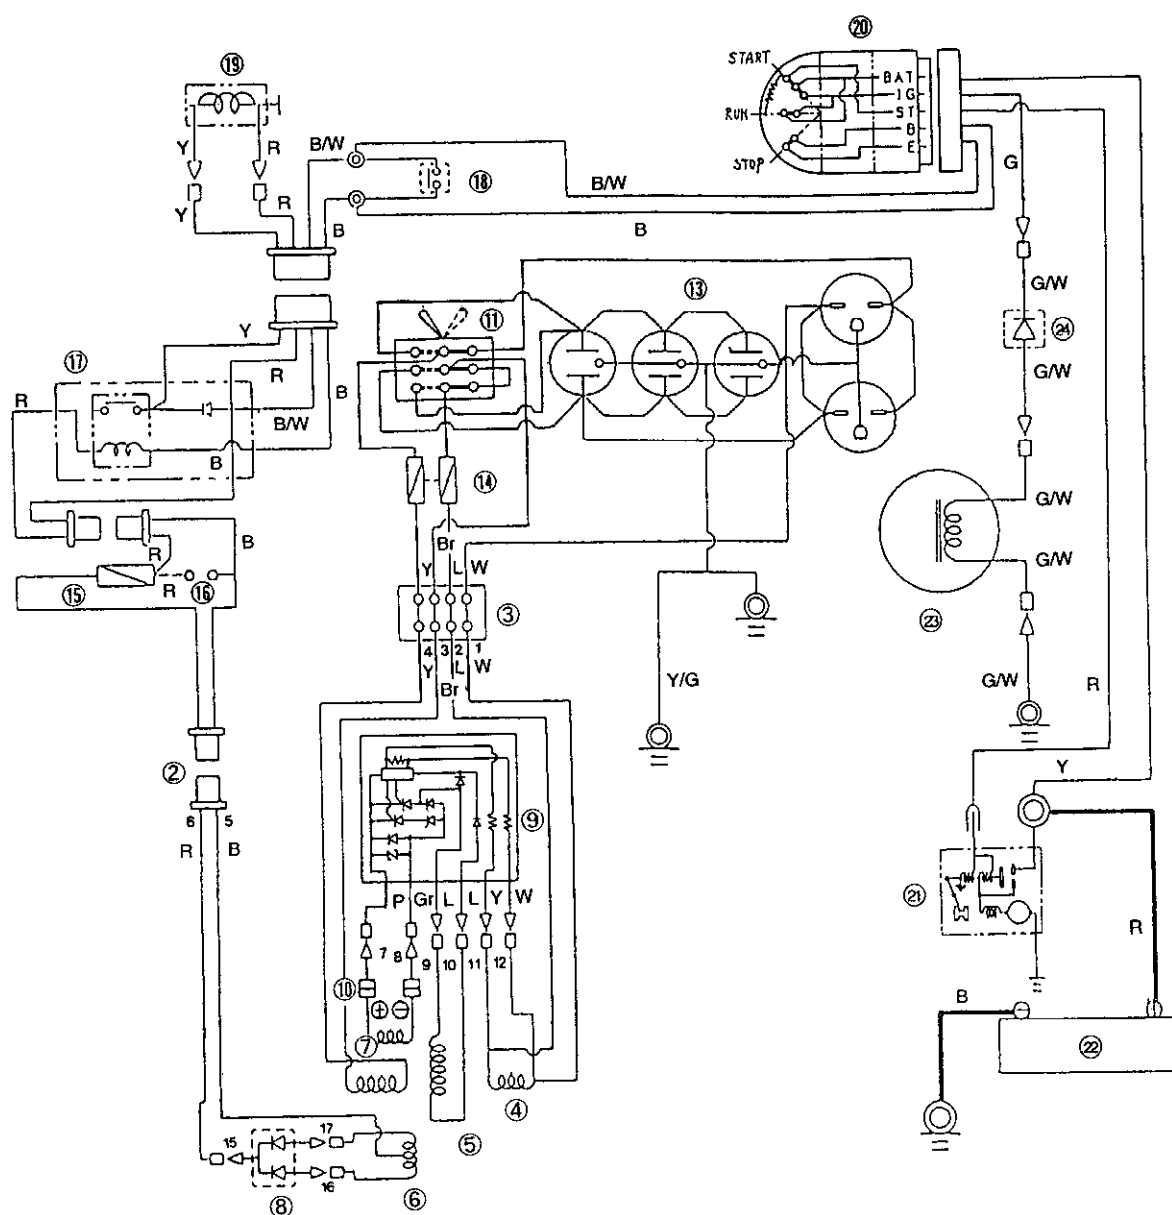 ⑳
START
BAT
IG
RUN
ST
B
E
STOP
⑲
Y
R
B/W
⑱
B/W
Y
R
B
B
G
G/W
㉔
G/W
⑬
⑪
Y
⑰
R
R
B
B/W
B
⑭
G/W
G/W
㉓
B
R
Br
Y
L
W
⑮
R
⑯
③
4
3
2
1
Y
L
W
Br
Y/G
G/W
R
Y
②
6
5
R
B
⑨
P
Gr
L
L
Y
W
7
8
9
10
11
12
⑩
⊕
⊖
⑦
④
⑤
㉑
R
B
㉒
15
17
16
⑧
⑥